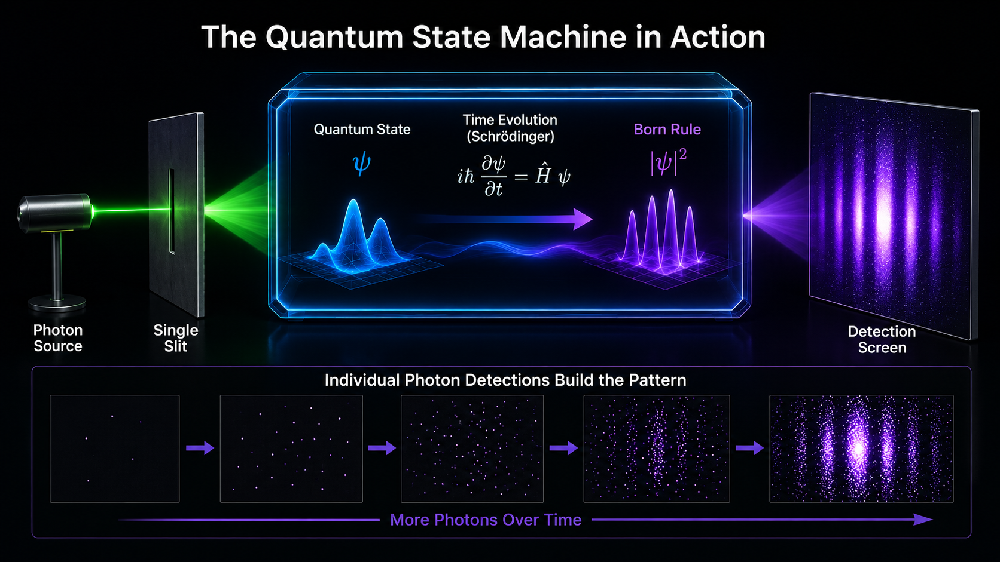 The Quantum State Machine in Action
Quantum State
ψ
Time Evolution
(Schrödinger)
iħ ∂ψ/∂t = Ĥ ψ
Born Rule
|ψ|²
Photon
Source
Single
Slit
Detection
Screen
Individual Photon Detections Build the Pattern
More Photons Over Time